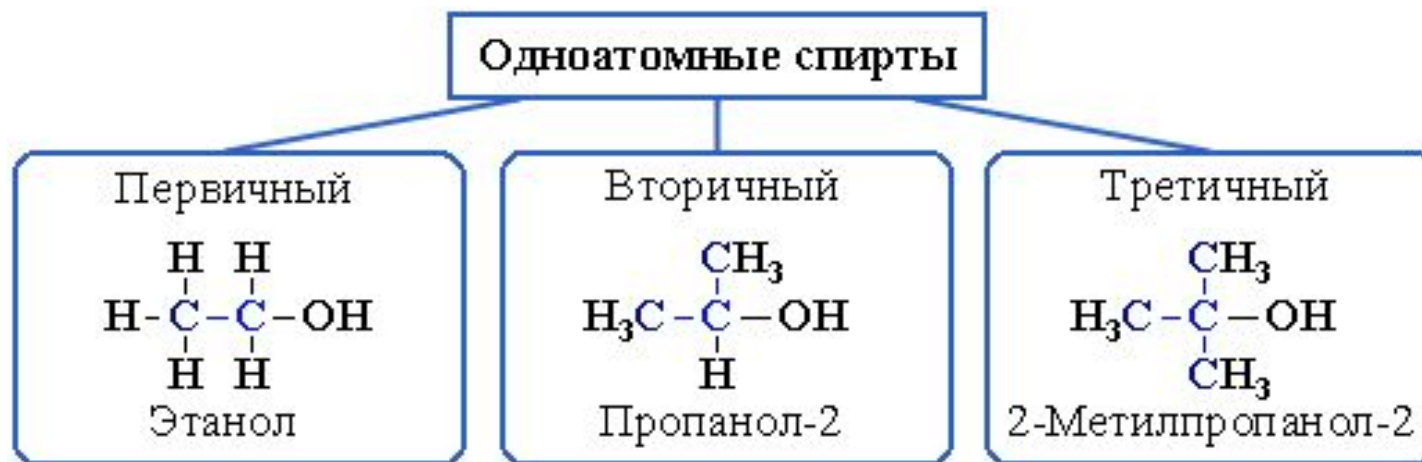 Одноатомные спирты
Первичный
H H
H-C-C-OH
H H
Этанол
Вторичный
CH₃
H₃C-C-OH
H
Пропанол-2
Третичный
CH₃
H₃C-C-OH
CH₃
2-Метилпропанол-2